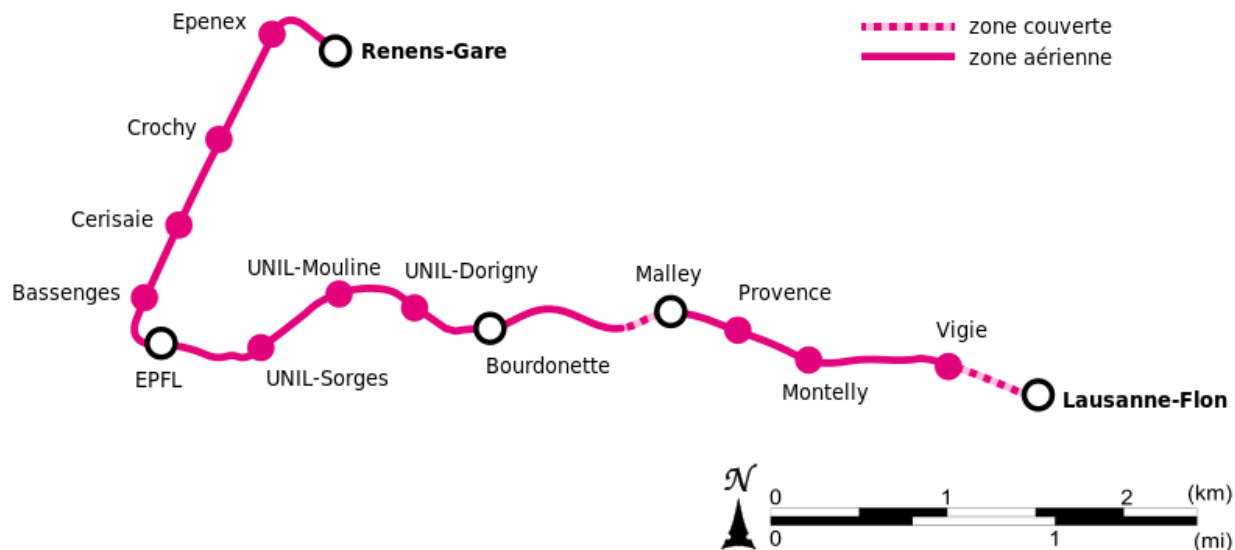 Epenex
Renens-Gare
zone couverte
zone aérienne
Crochy
Cerisaie
Bassenges
UNIL-Mouline
UNIL-Dorigny
Malley
Provence
Vigie
EPFL
UNIL-Sorges
Bourdonette
Montelly
Lausanne-Flon
N
0 1 2 (km)
0 1 (mi)